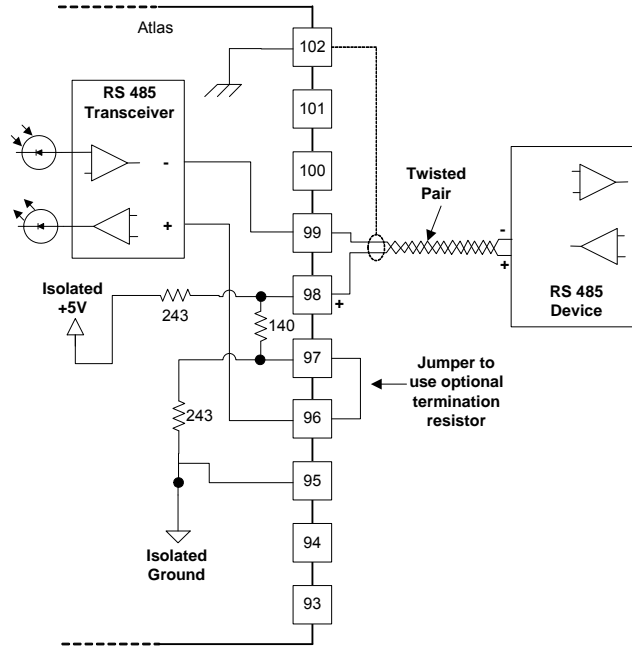 Atlas
102
RS 485
Transceiver
101
100
-
+
Twisted
Pair
99
-
+
RS 485
Device
Isolated
+5V
243
98
+
140
97
Jumper to
use optional
termination
resistor
243
96
95
Isolated
Ground
94
93